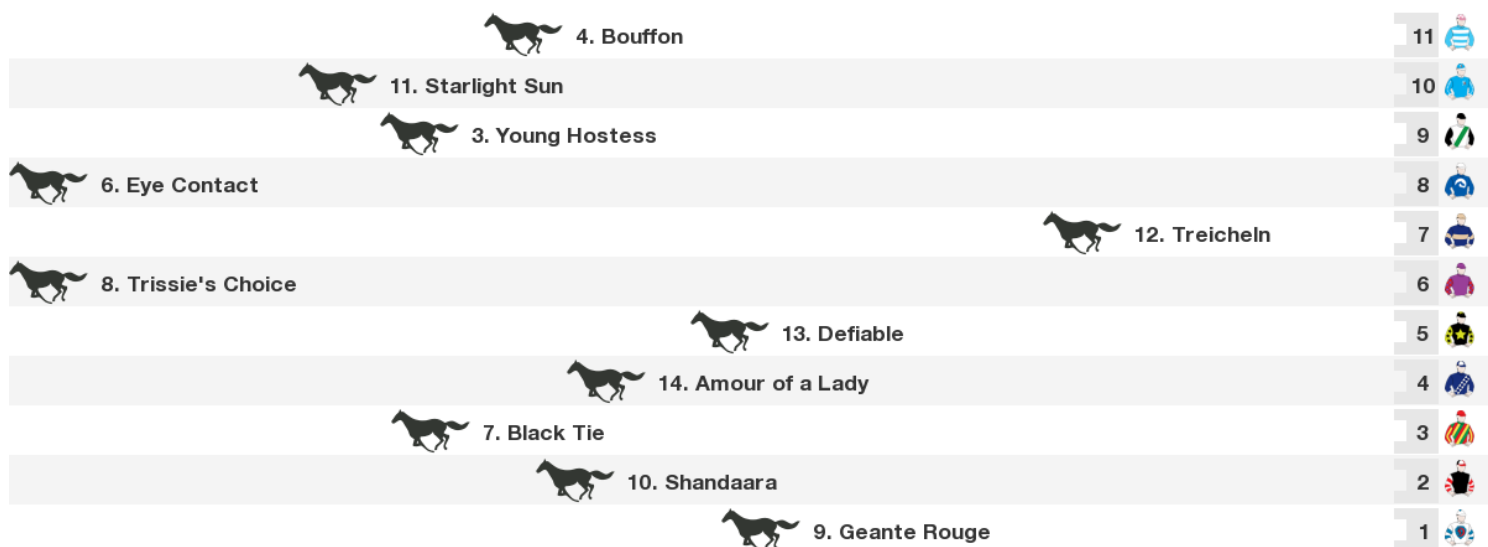 4. Bouffon 11
11. Starlight Sun 10
3. Young Hostess 9
6. Eye Contact 8
12. Treicheln 7
8. Trissie's Choice 6
13. Defiable 5
14. Amour of a Lady 4
7. Black Tie 3
10. Shandaara 2
9. Geante Rouge 1